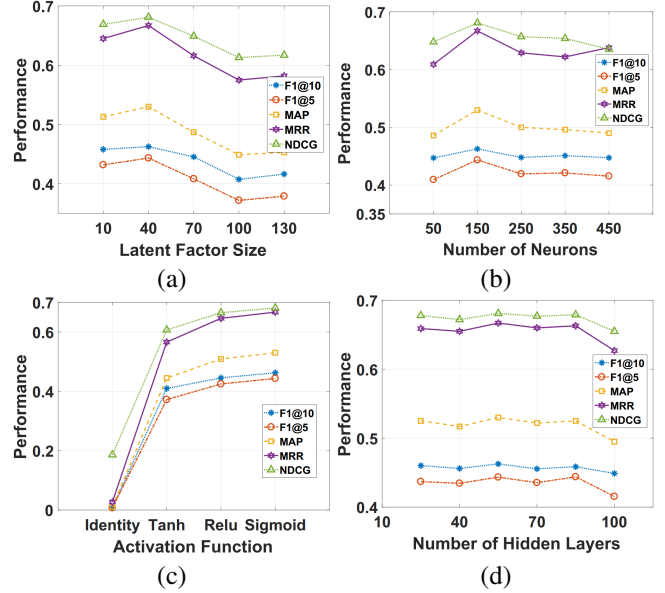 0.7
0.6
0.5
0.4
Performance
F1@10
F1@5
MAP
MRR
NDCG
10 40 70 100 130
Latent Factor Size
(a)
0.7
0.6
0.5
0.4
0.35
Performance
F1@10
F1@5
MAP
MRR
NDCG
50 150 250 350 450
Number of Neurons
(b)
0.7
0.6
0.4
0.2
0
Performance
F1@10
F1@5
MAP
MRR
NDCG
Identity Tanh Relu Sigmoid
Activation Function
(c)
0.7
0.6
0.5
0.4
Performance
F1@10
F1@5
MAP
MRR
NDCG
10 40 70 100
Number of Hidden Layers
(d)